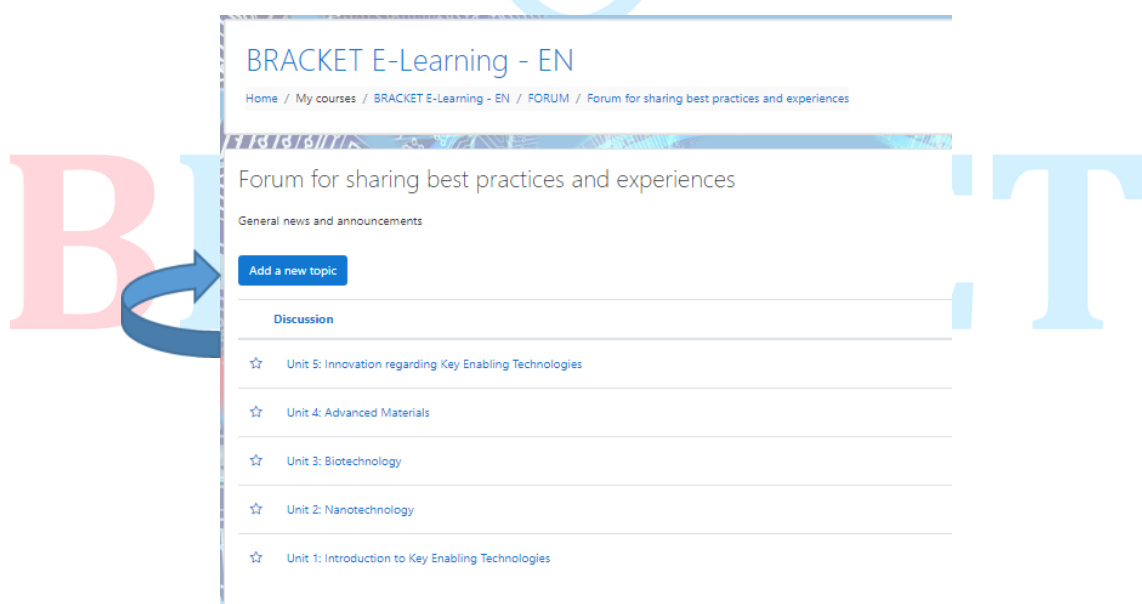 BRACKET E-Learning - EN
Home / My courses / BRACKET E-Learning - EN / FORUM / Forum for sharing best practices and experiences
Forum for sharing best practices and experiences
General news and announcements
Add a new topic
Discussion
Unit 5: Innovation regarding Key Enabling Technologies
Unit 4: Advanced Materials
Unit 3: Biotechnology
Unit 2: Nanotechnology
Unit 1: Introduction to Key Enabling Technologies